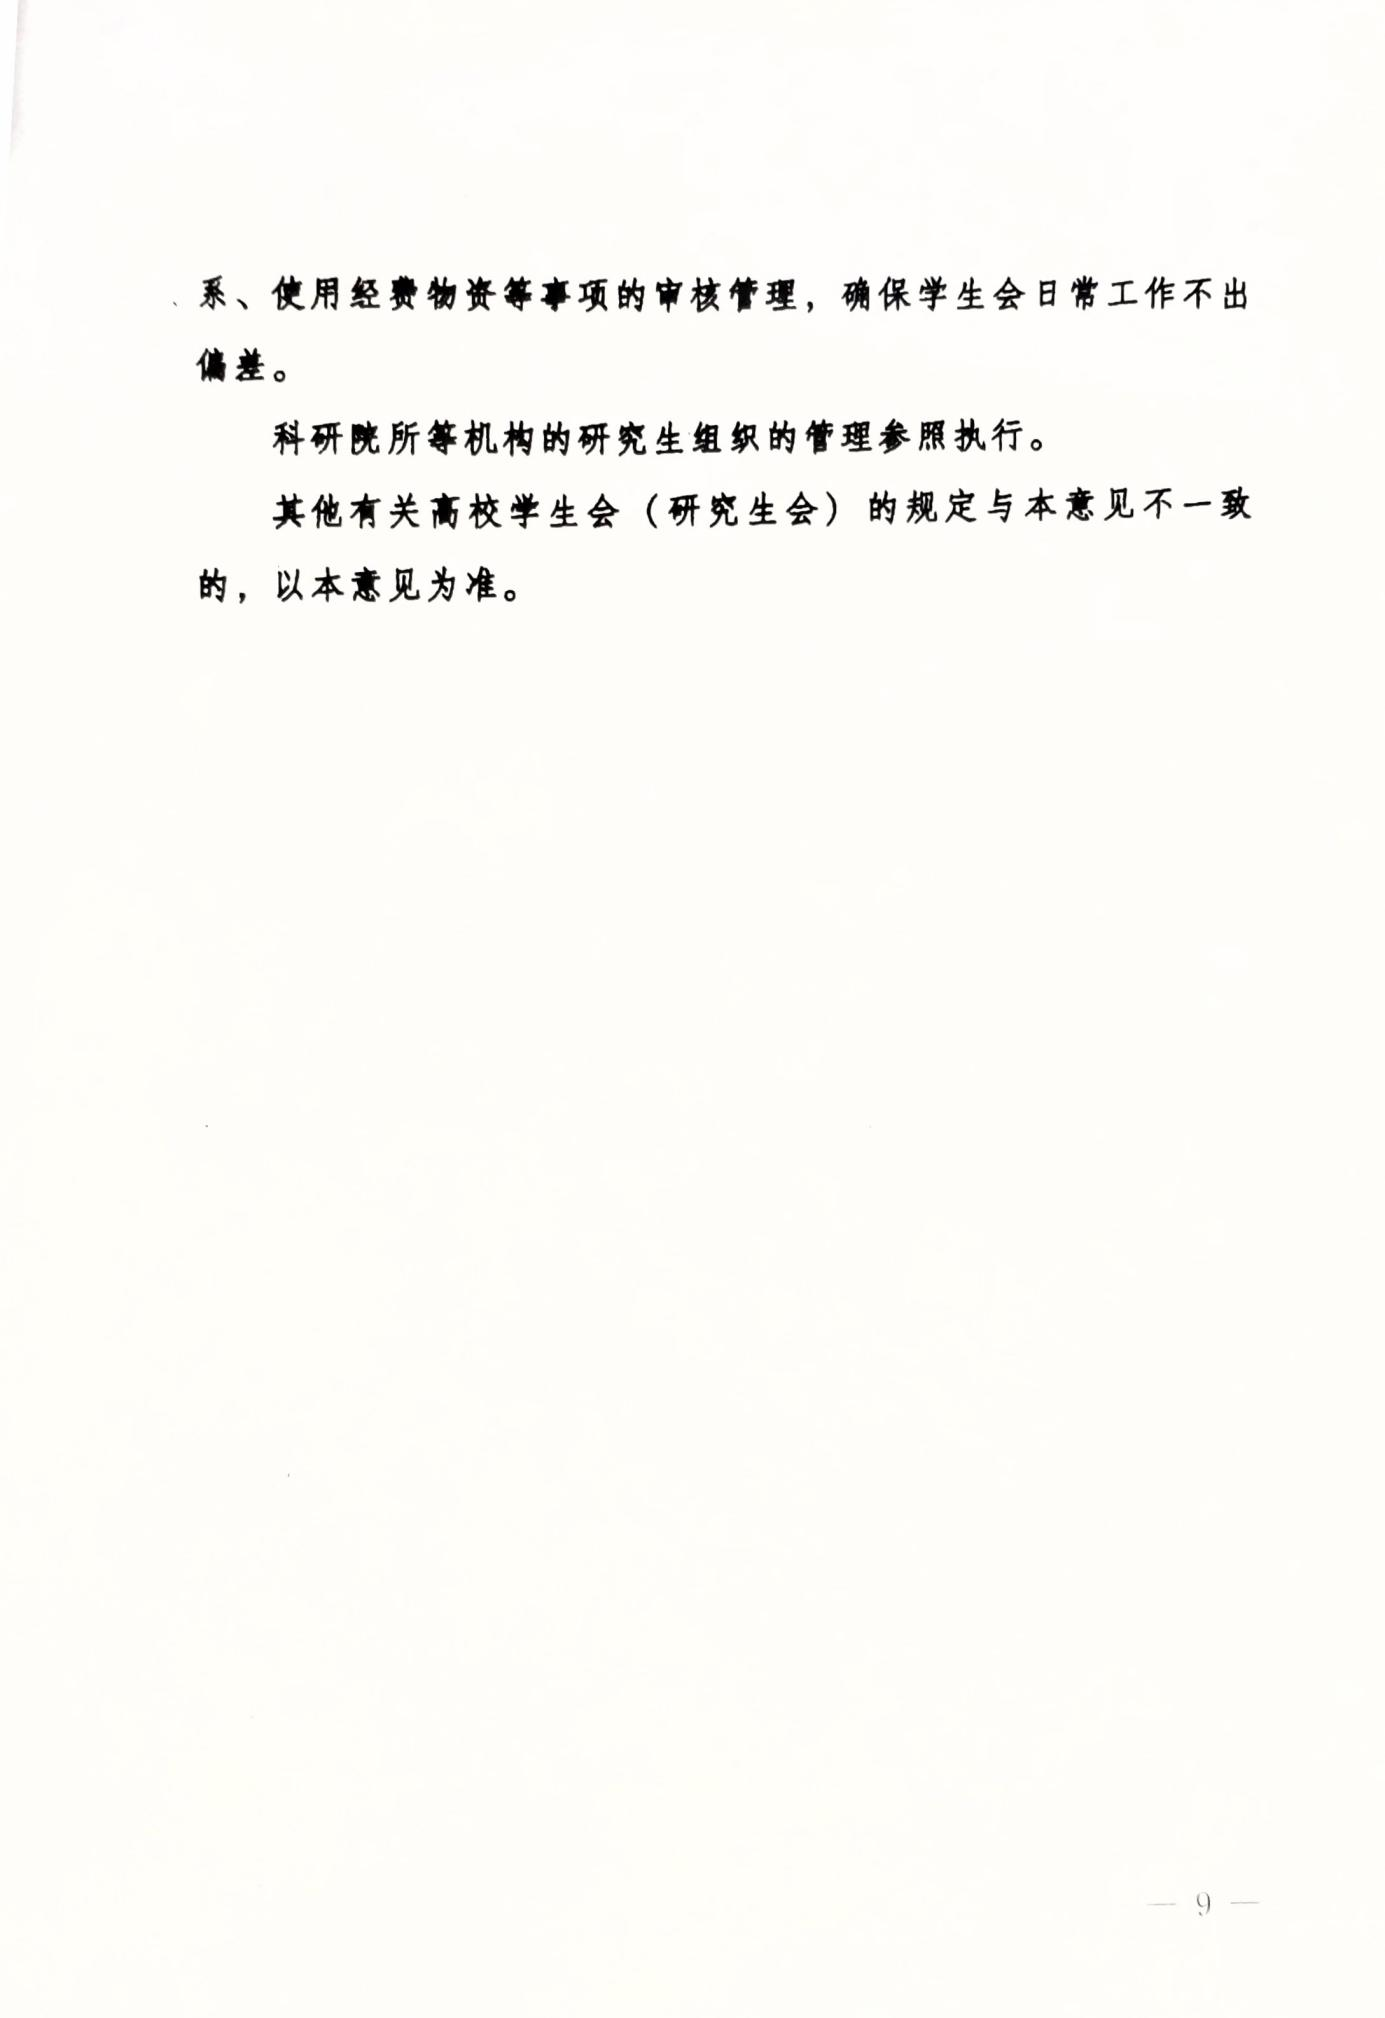 系、使用经费物资等事项的审核管理，确保学生会日常工作不出
偏差。
科研院所等机构的研究生组织的管理参照执行。
其他有关高校学生会（研究生会）的规定与本意见不一致
的，以本意见为准。
— 9 —